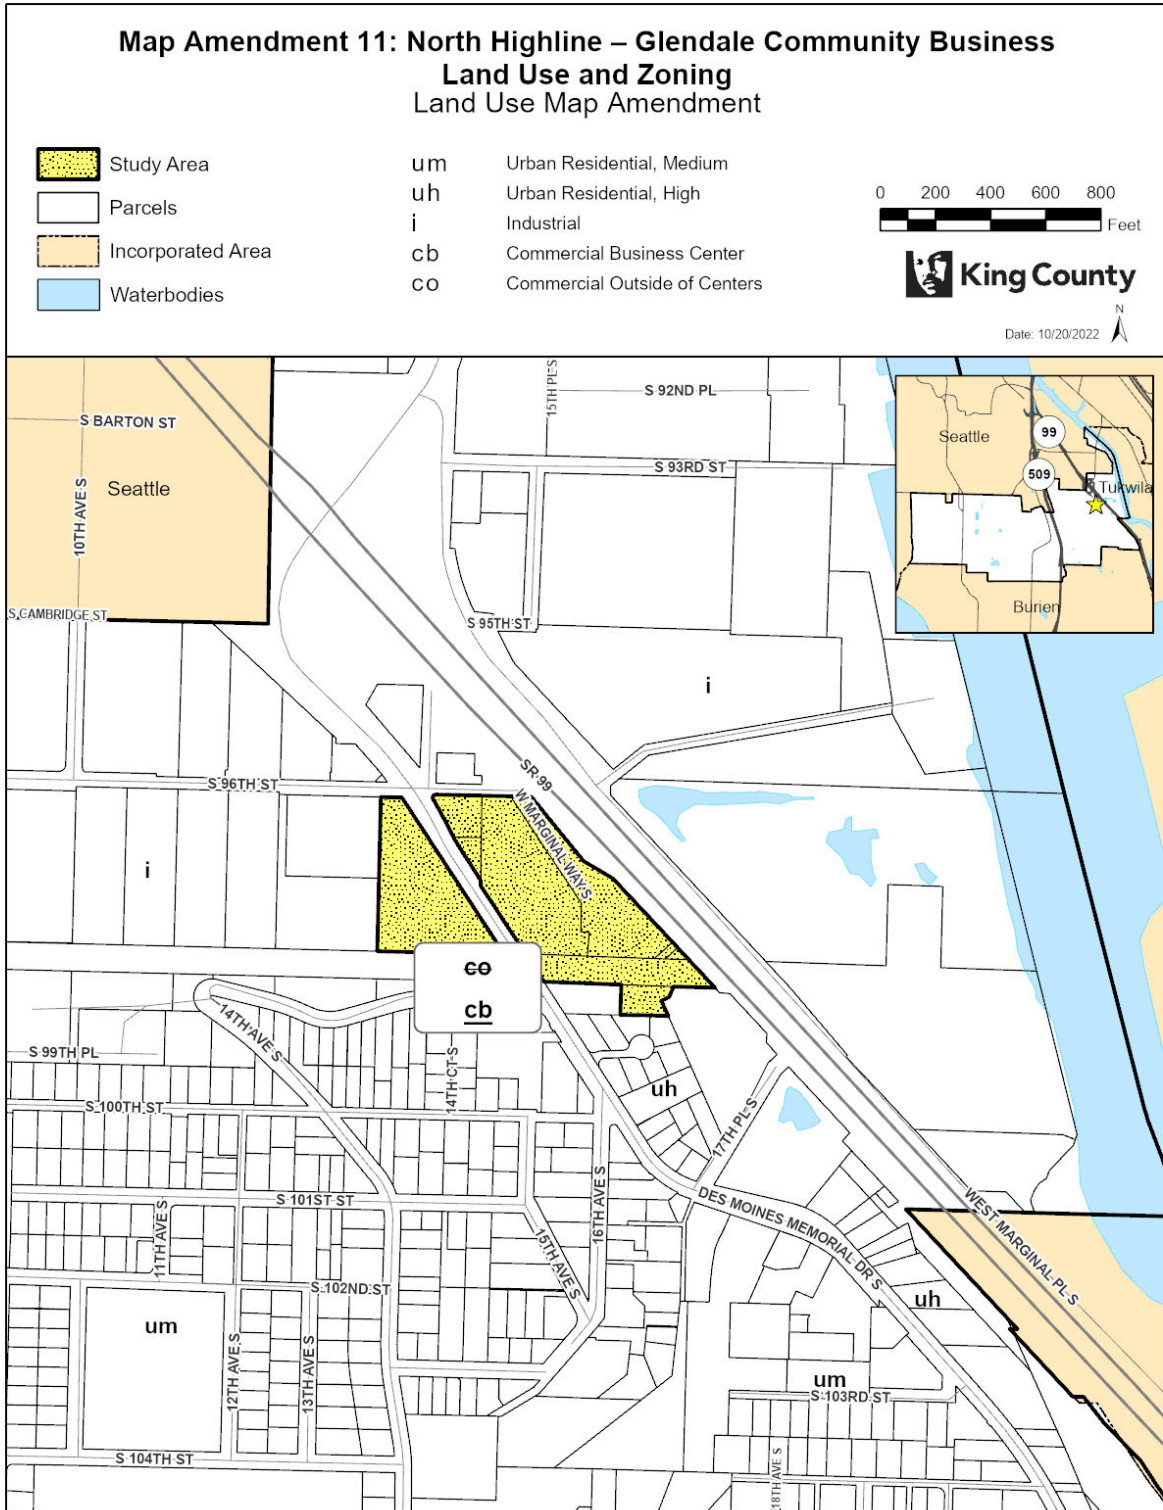 Map Amendment 11: North Highline – Glendale Community Business
Land Use and Zoning
Land Use Map Amendment
Study Area
Parcels
Incorporated Area
Waterbodies
um Urban Residential, Medium
uh Urban Residential, High
i Industrial
cb Commercial Business Center
co Commercial Outside of Centers
0 200 400 600 800
Feet
King County
N
Date: 10/20/2022
S BARTON ST
Seattle
10TH AVE S
S CAMBRIDGE ST
15TH PL S
S 92ND PL
S 93RD ST
S 95TH ST
Seattle
99
509
Tukwila
Burien
i
SR 99
S 96TH ST
W MARGINAL WAY S
i
co
cb
14TH AVE S
S 99TH PL
14TH CT S
uh
S 100TH ST
17TH PL S
S 101ST ST
16TH AVE S
DES MOINES MEMORIAL DR S
WEST MARGINAL PL S
11TH AVE S
15TH AVE S
S 102ND ST
uh
um
12TH AVE S
13TH AVE S
um
S 103RD ST
S 104TH ST
18TH AVE S